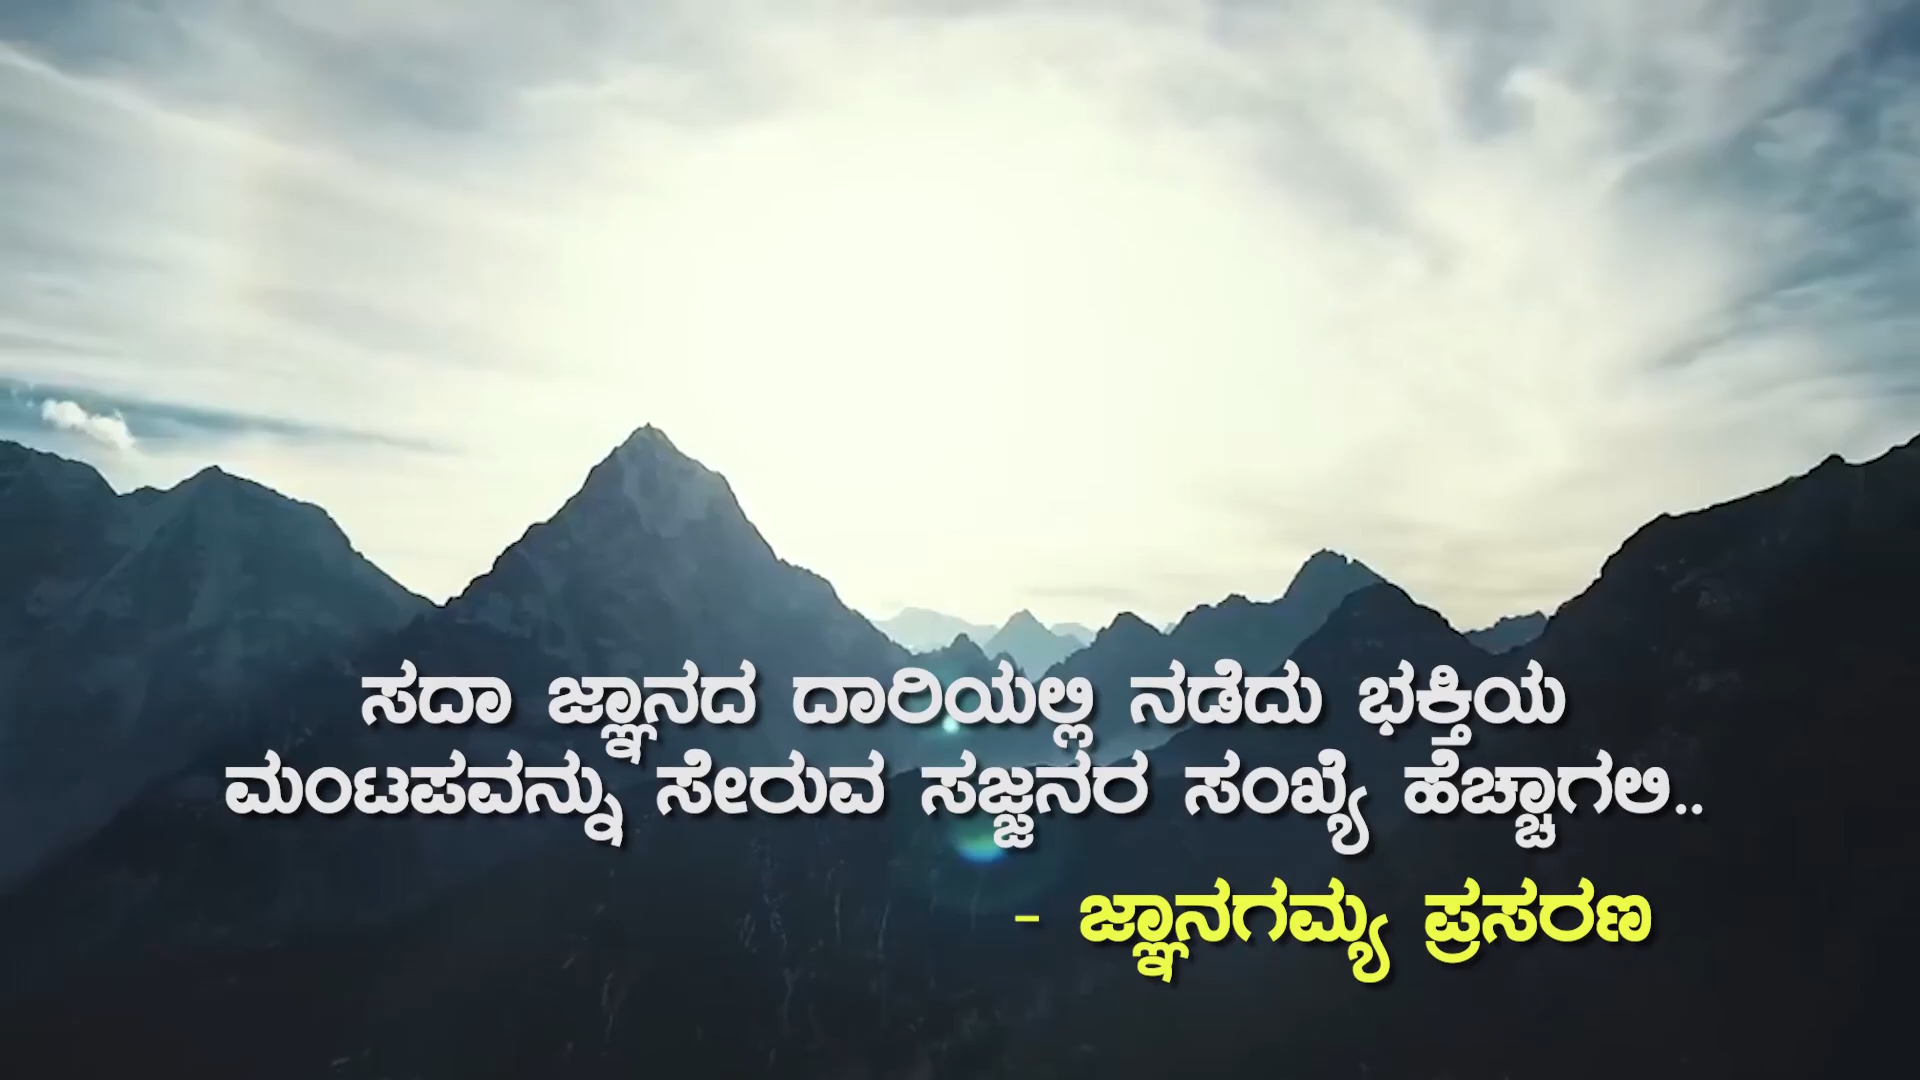 ಸದಾ ಜ್ಞಾನದ ದಾರಿಯಲ್ಲಿ ನಡೆದು ಭಕ್ತಿಯ
ಮಂಟಪವನ್ನು ಸೇರುವ ಸಜ್ಜನರ ಸಂಖ್ಯೆ ಹೆಚ್ಚಾಗಲಿ..
- ಜ್ಞಾನಗಮ್ಯ ಪ್ರಸರಣ